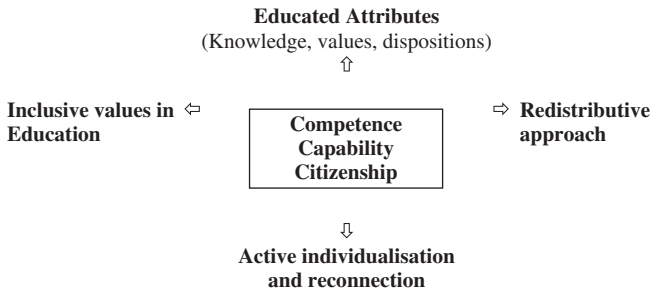 Educated Attributes
(Knowledge, values, dispositions)
Inclusive values in
Education
Competence
Capability
Citizenship
Redistributive
approach
Active individualisation
and reconnection